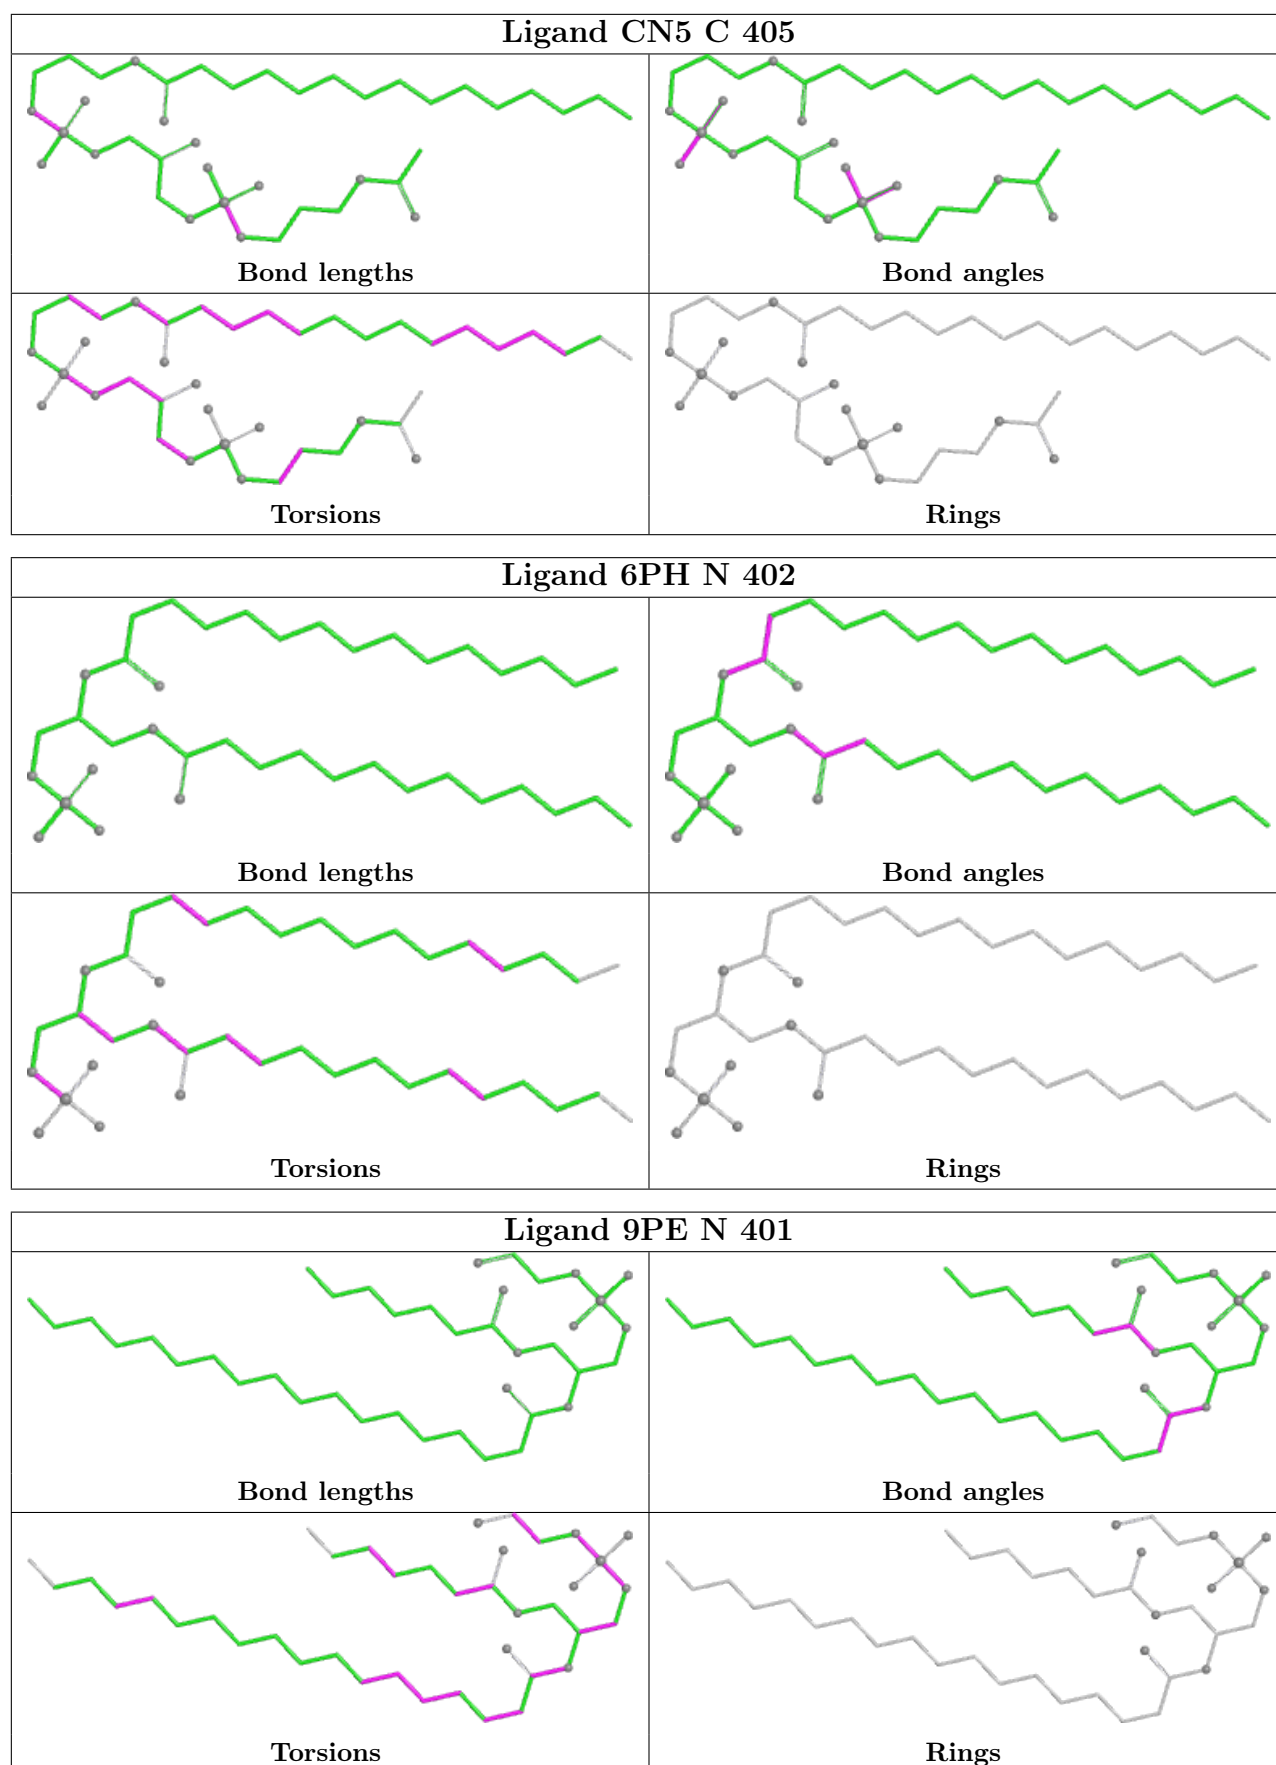 Ligand CN5 C 405
Bond lengths
Bond angles
Torsions
Rings
Ligand 6PH N 402
Bond lengths
Bond angles
Torsions
Rings
Ligand 9PE N 401
Bond lengths
Bond angles
Torsions
Rings